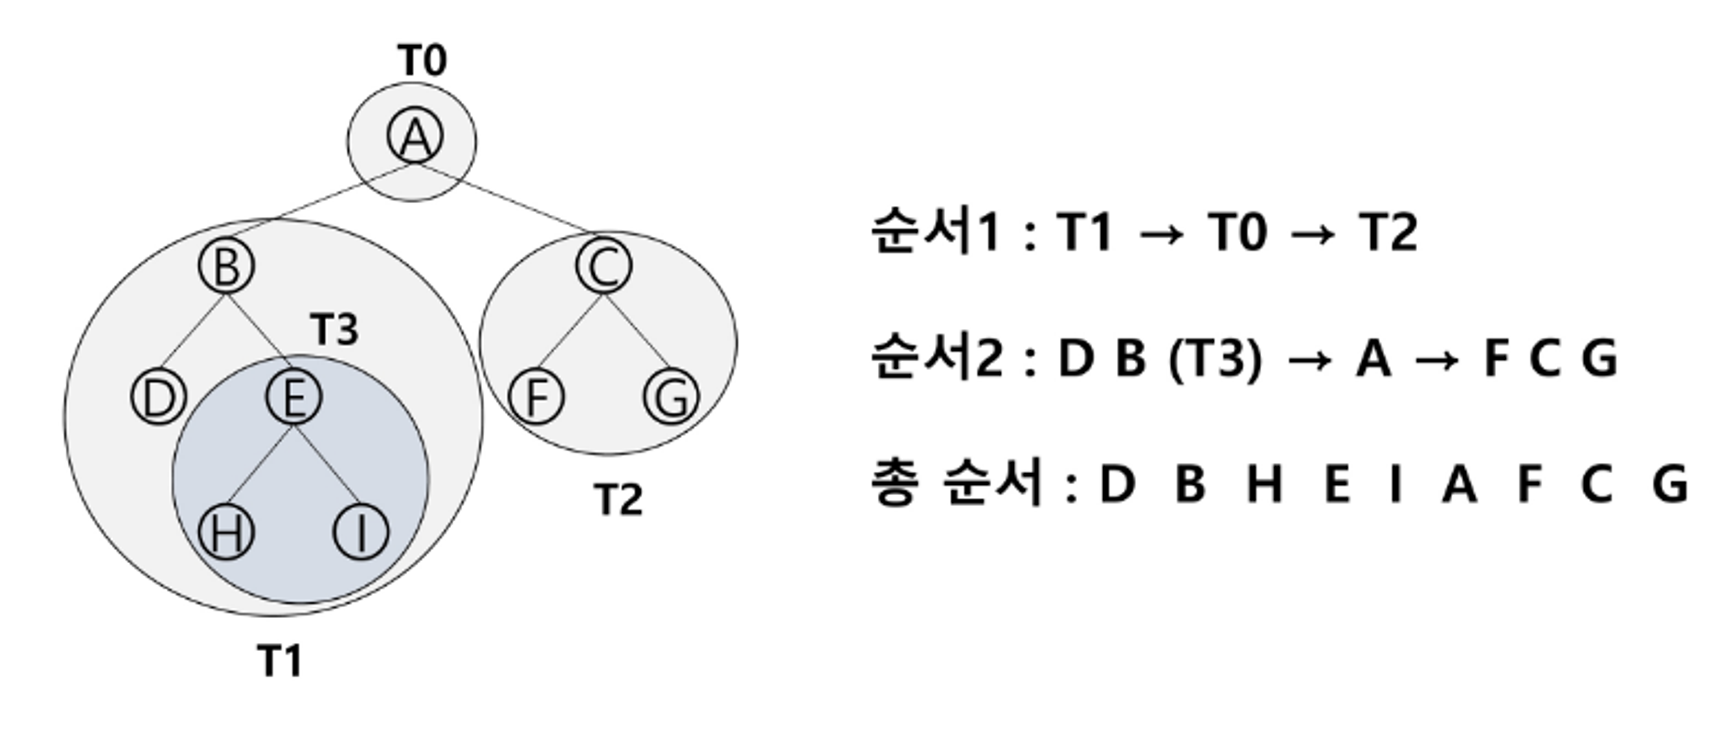 T0
A
B
C
T3
D
E
F
G
H
I
T2
T1
순서1 : T1 → T0 → T2
순서2 : D B (T3) → A → F C G
총 순서 : D B H E I A F C G